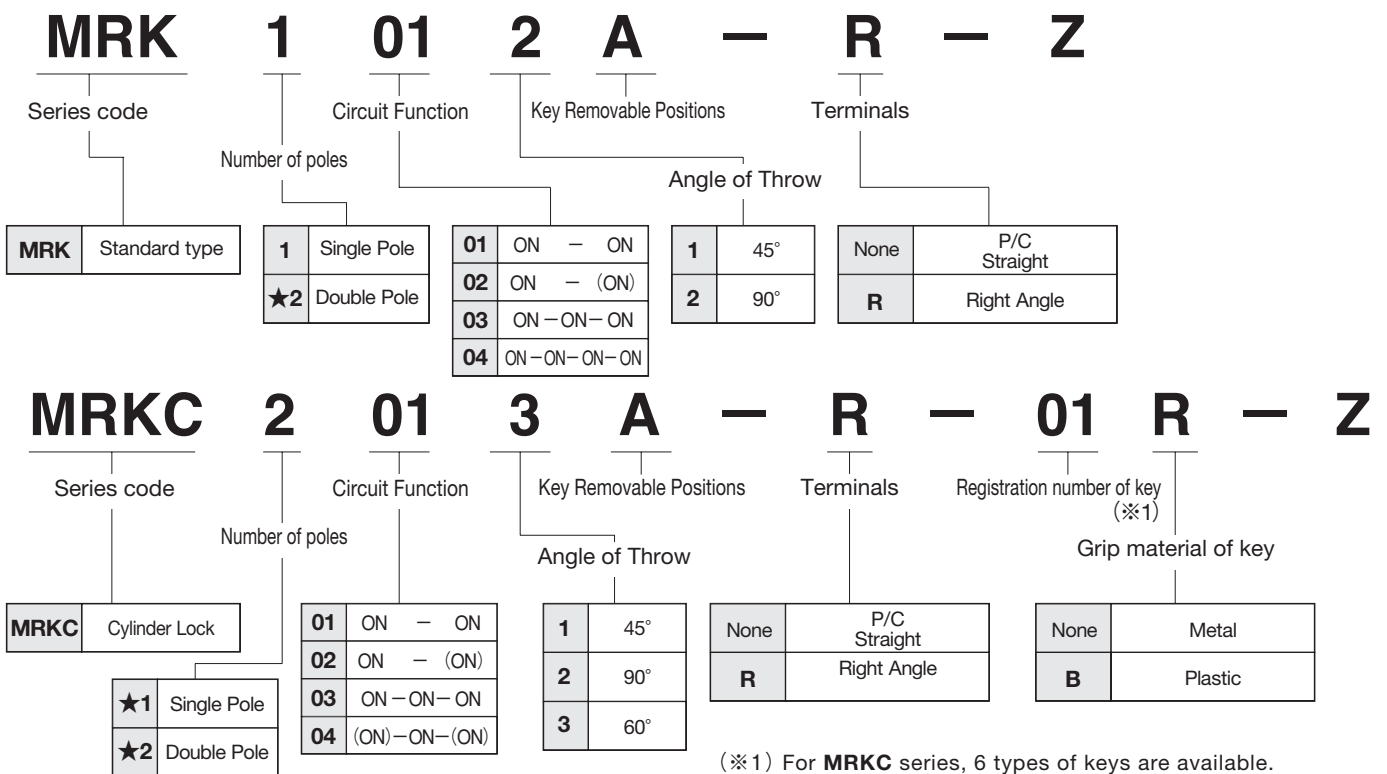 MRK 1 01 2 A — R — Z
Series code
Number of poles
Circuit Function
Key Removable Positions
Angle of Throw
Terminals
MRK Standard type
1 Single Pole
★2 Double Pole
01 ON － ON
02 ON － (ON)
03 ON－ON－ON
04 ON－ON－ON－ON
1 45°
2 90°
None P/C
Straight
R Right Angle
MRKC 2 01 3 A — R — 01 R — Z
Series code
Number of poles
Circuit Function
Key Removable Positions
Angle of Throw
Terminals
Registration number of key
(※1)
Grip material of key
MRKC Cylinder Lock
★1 Single Pole
★2 Double Pole
01 ON － ON
02 ON － (ON)
03 ON－ON－ON
04 (ON)－ON－(ON)
1 45°
2 90°
3 60°
None P/C
Straight
R Right Angle
None Metal
B Plastic
(※1) For MRKC series, 6 types of keys are available.